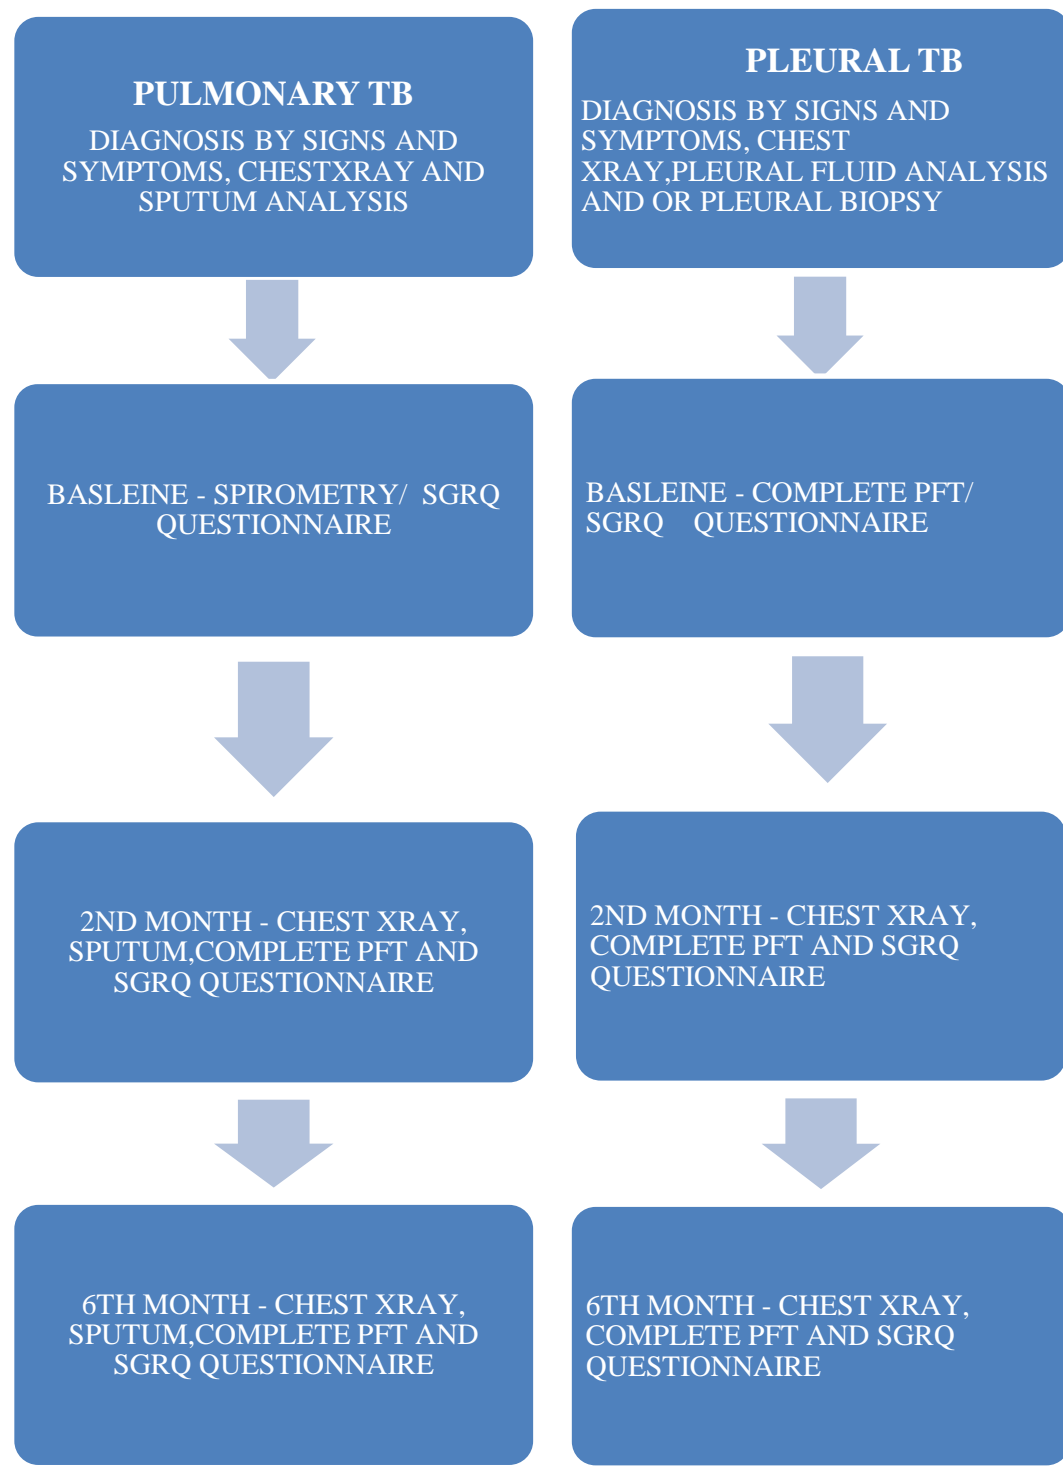 PULMONARY TB
DIAGNOSIS BY SIGNS AND
SYMPTOMS, CHESTXRAY AND
SPUTUM ANALYSIS
PLEURAL TB
DIAGNOSIS BY SIGNS AND
SYMPTOMS, CHEST
XRAY,PLEURAL FLUID ANALYSIS
AND OR PLEURAL BIOPSY
BASLEINE - SPIROMETRY/ SGRQ
QUESTIONNAIRE
BASLEINE - COMPLETE PFT/
SGRQ QUESTIONNAIRE
2ND MONTH - CHEST XRAY,
SPUTUM,COMPLETE PFT AND
SGRQ QUESTIONNAIRE
2ND MONTH - CHEST XRAY,
COMPLETE PFT AND SGRQ
QUESTIONNAIRE
6TH MONTH - CHEST XRAY,
SPUTUM,COMPLETE PFT AND
SGRQ QUESTIONNAIRE
6TH MONTH - CHEST XRAY,
COMPLETE PFT AND SGRQ
QUESTIONNAIRE